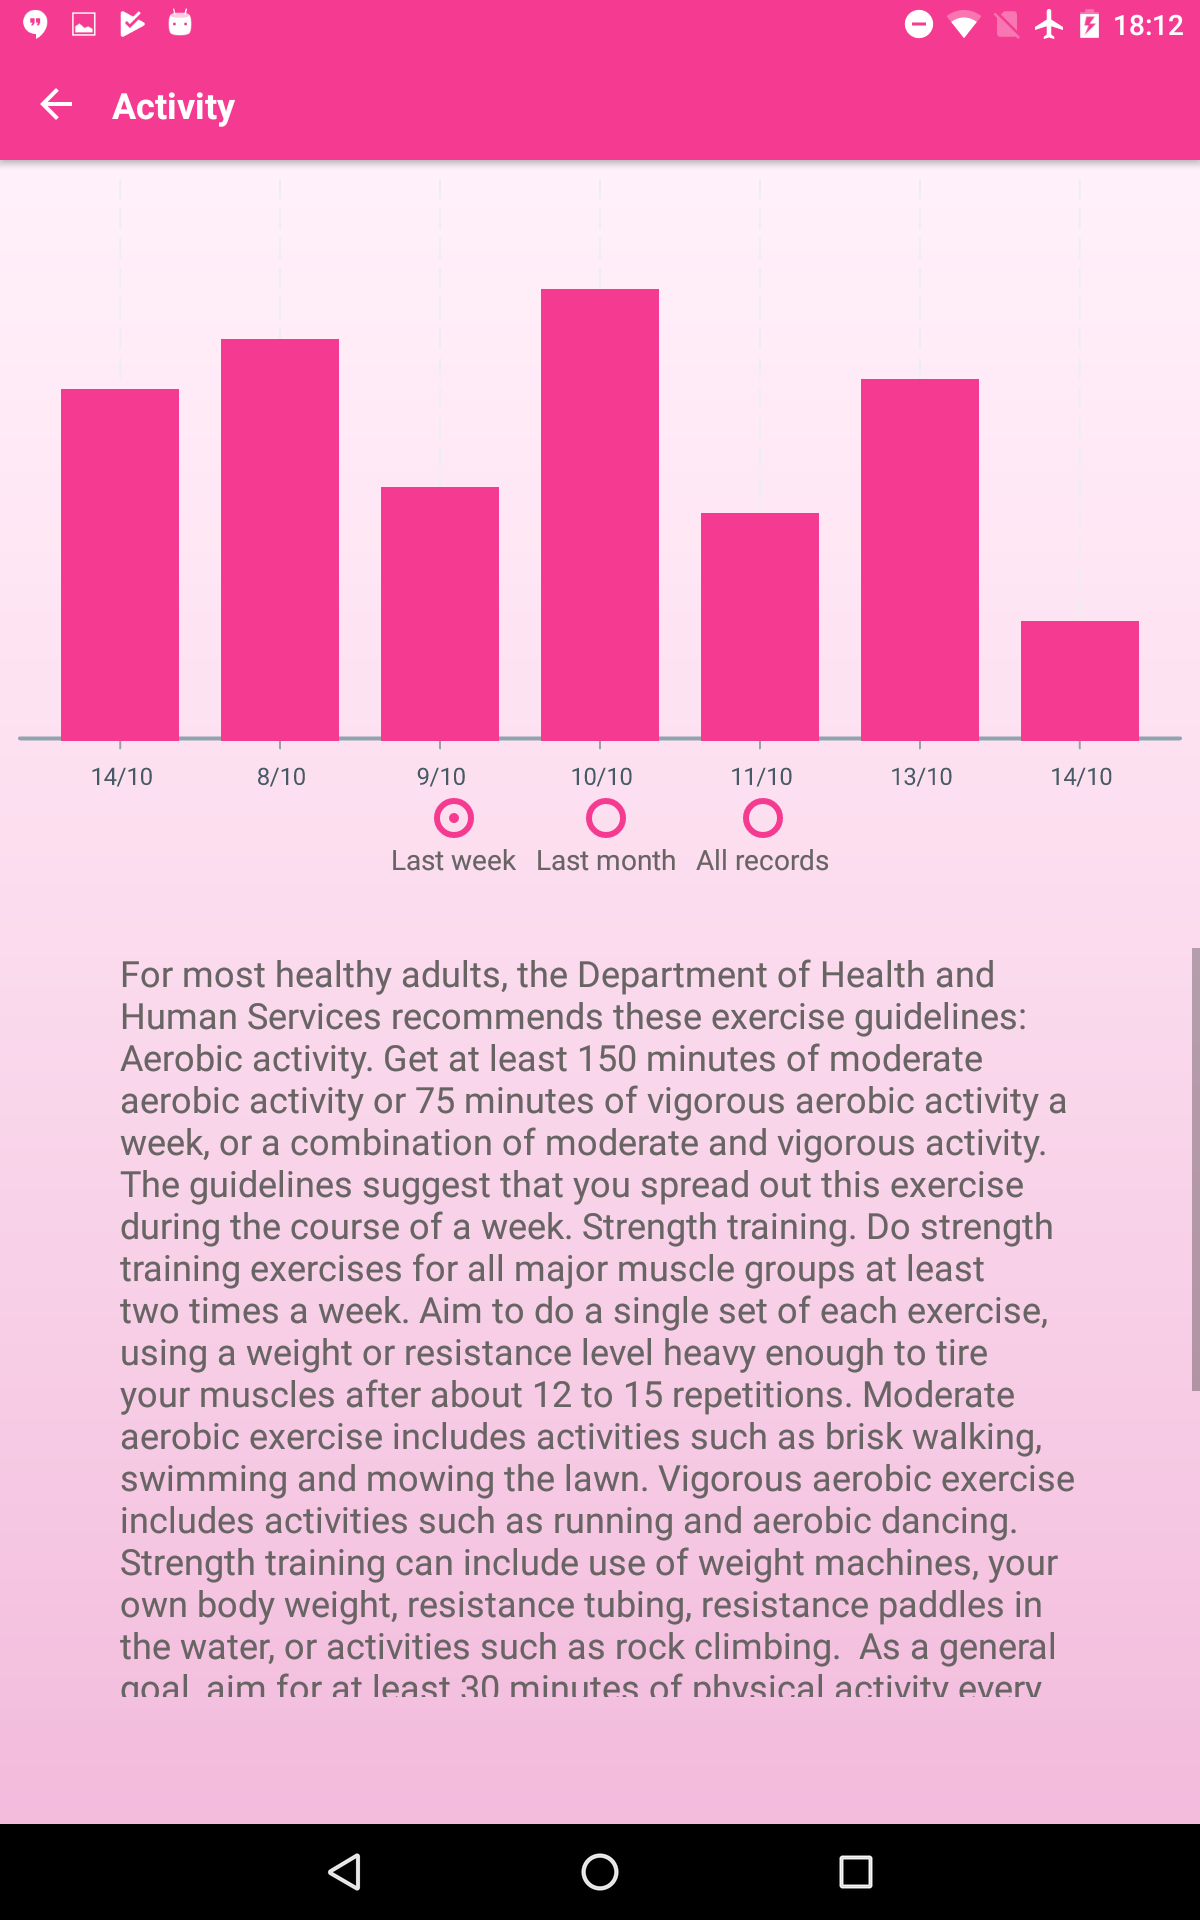 18:12
Activity
14/10 8/10 9/10 10/10 11/10 13/10 14/10
Last week Last month All records
For most healthy adults, the Department of Health and
Human Services recommends these exercise guidelines:
Aerobic activity. Get at least 150 minutes of moderate
aerobic activity or 75 minutes of vigorous aerobic activity a
week, or a combination of moderate and vigorous activity.
The guidelines suggest that you spread out this exercise
during the course of a week. Strength training. Do strength
training exercises for all major muscle groups at least
two times a week. Aim to do a single set of each exercise,
using a weight or resistance level heavy enough to tire
your muscles after about 12 to 15 repetitions. Moderate
aerobic exercise includes activities such as brisk walking,
swimming and mowing the lawn. Vigorous aerobic exercise
includes activities such as running and aerobic dancing.
Strength training can include use of weight machines, your
own body weight, resistance tubing, resistance paddles in
the water, or activities such as rock climbing.  As a general
goal, aim for at least 30 minutes of physical activity every